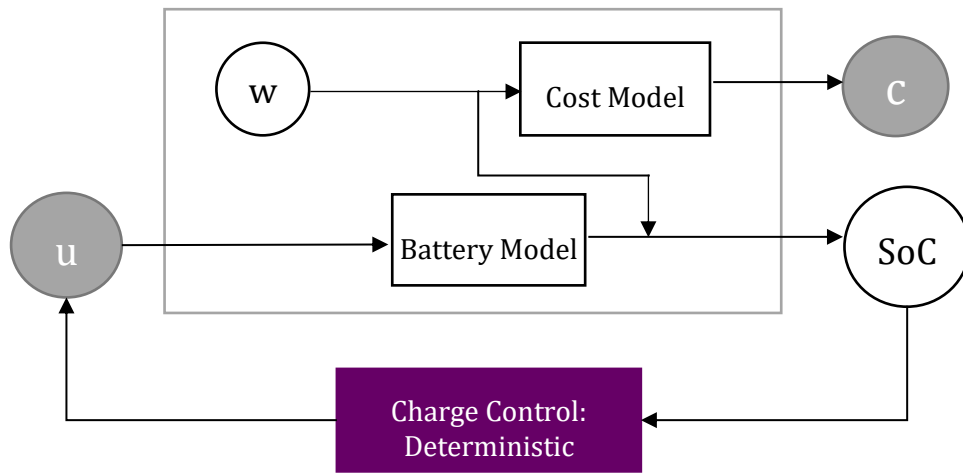 w
Cost Model
c
u
Battery Model
SoC
Charge Control:
Deterministic